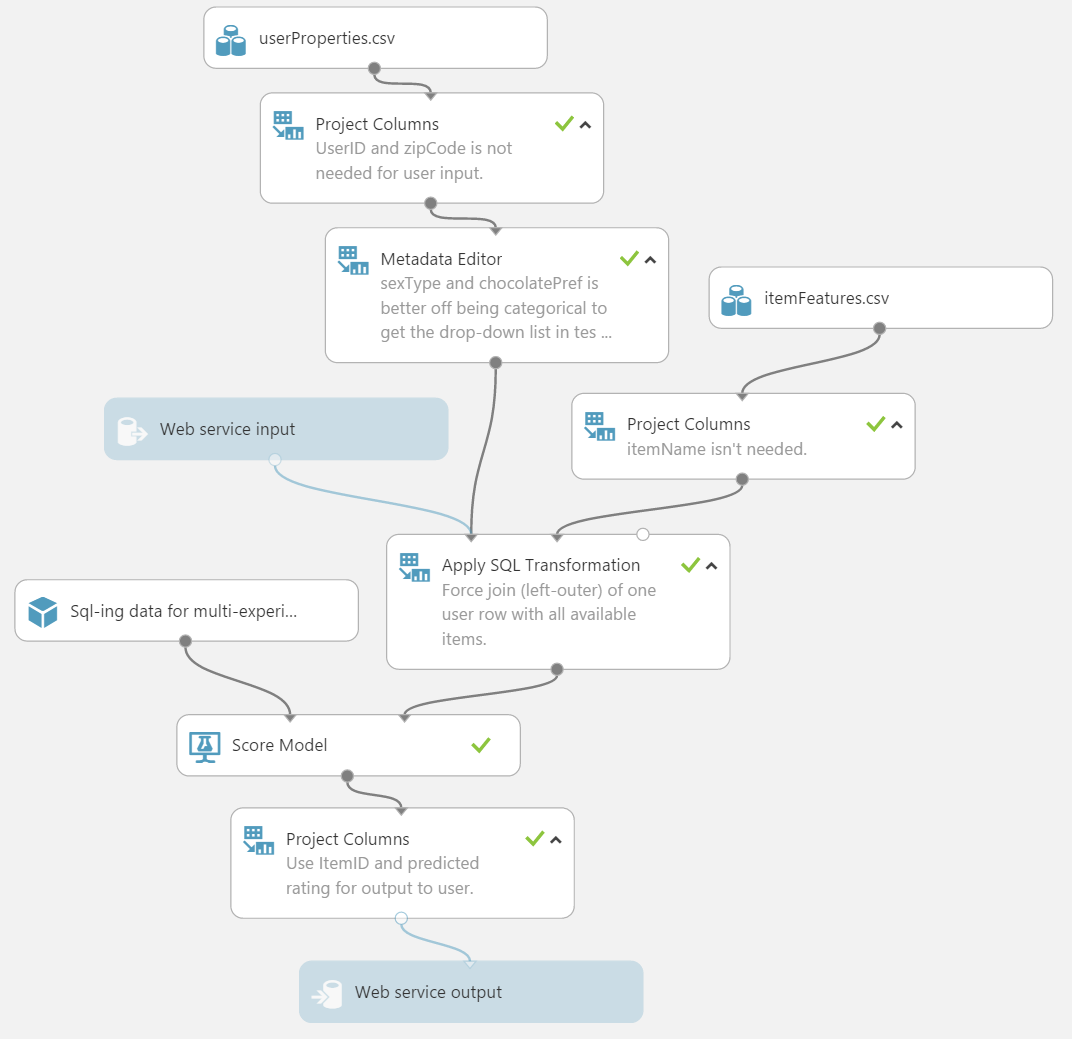 userProperties.csv
Project Columns
UserID and zipCode is not
needed for user input.
Metadata Editor
sexType and chocolatePref is
better off being categorical to
get the drop-down list in tes ...
itemFeatures.csv
Web service input
Project Columns
itemName isn't needed.
Apply SQL Transformation
Force join (left-outer) of one
user row with all available
items.
Sql-ing data for multi-experi...
Score Model
Project Columns
Use ItemID and predicted
rating for output to user.
Web service output